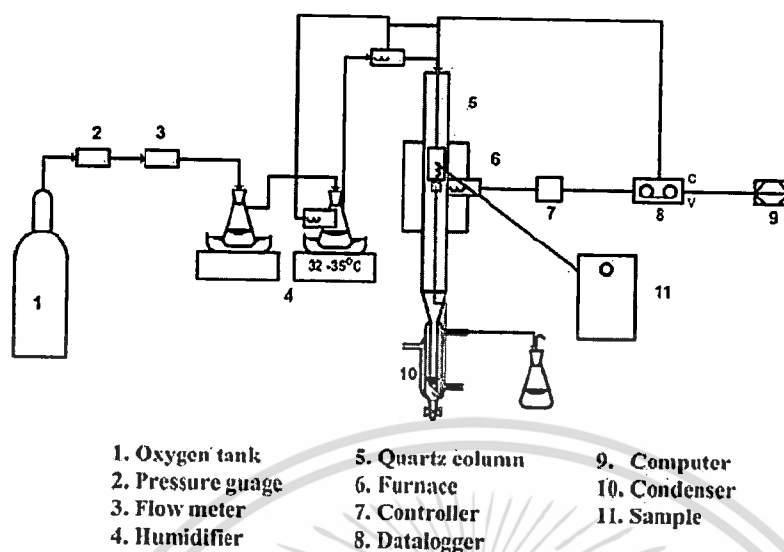 5
2
3
6
C
V
7
8
9
32-35°C
4
1
11
10
1. Oxygen tank
2. Pressure guage
3. Flow meter
4. Humidifier
5. Quartz column
6. Furnace
7. Controller
8. Datalogger
9. Computer
10. Condenser
11. Sample